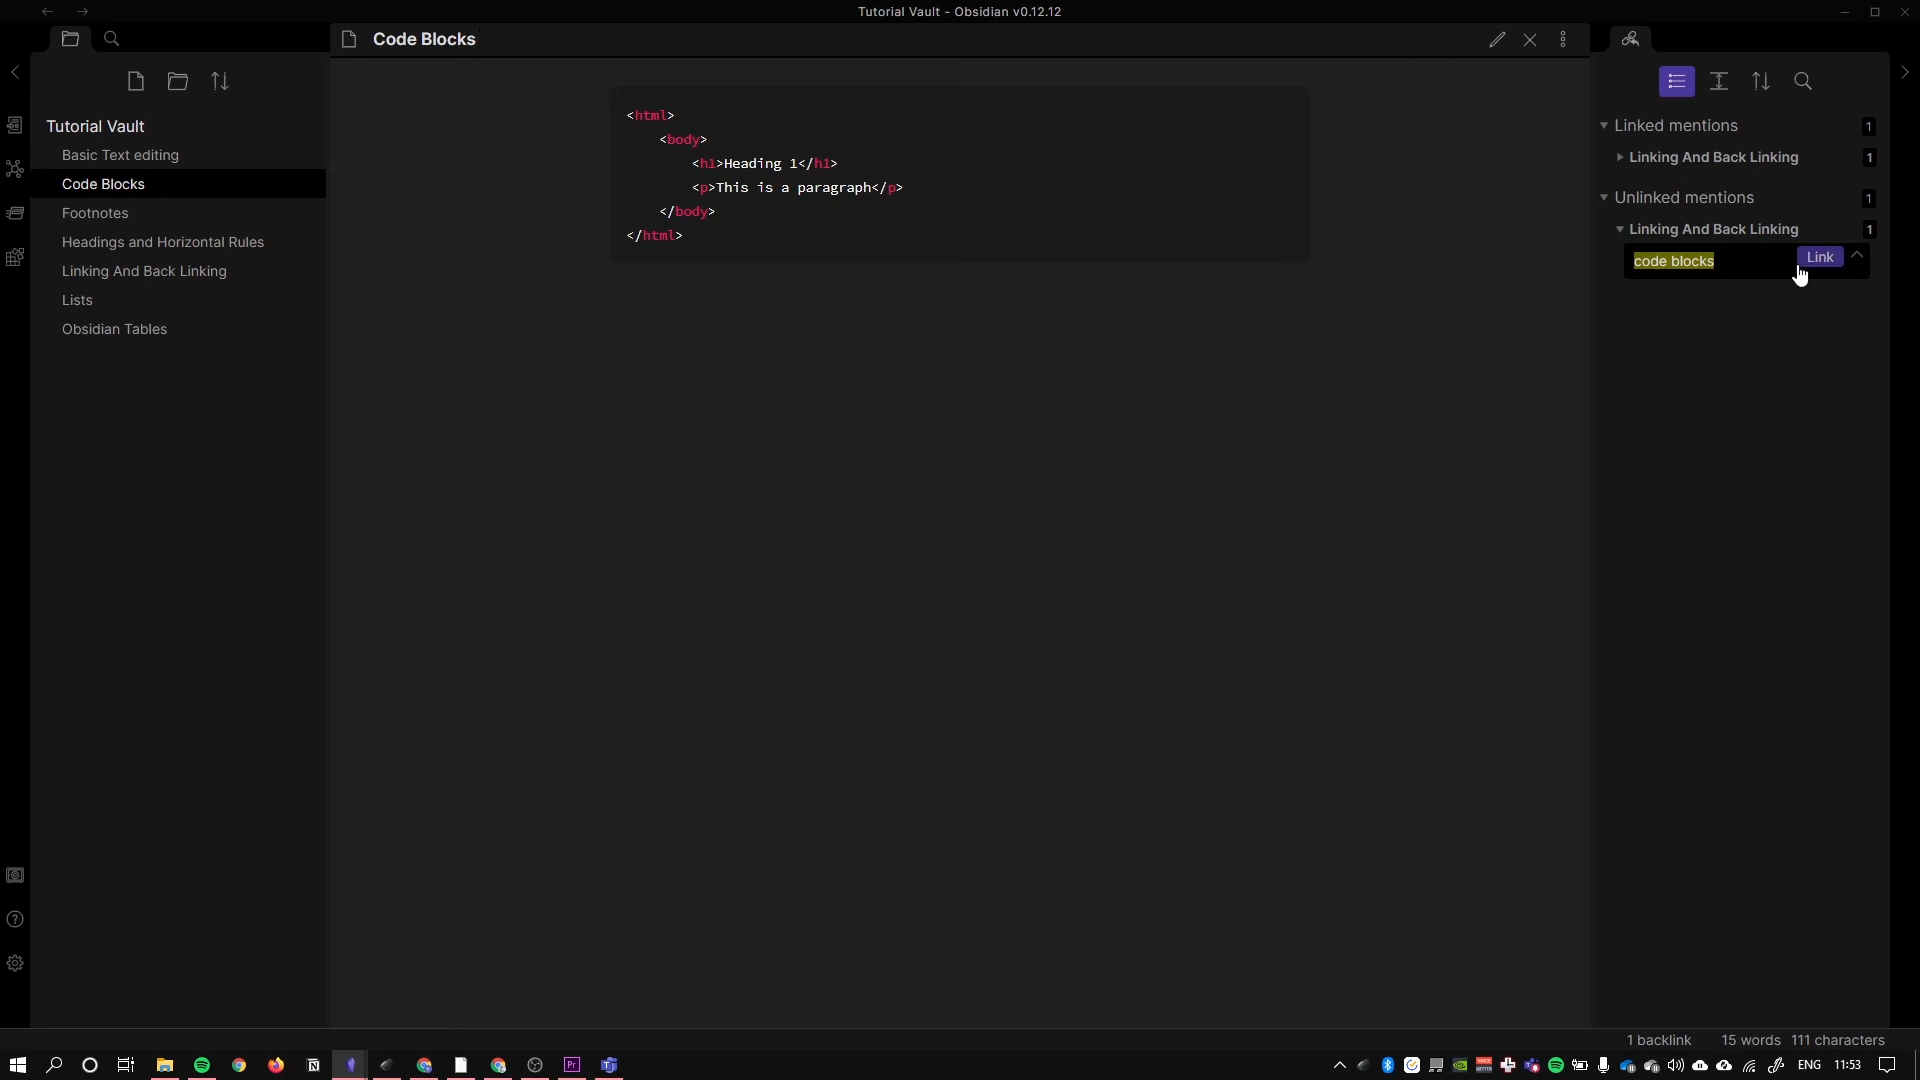 Tutorial Vault - Obsidian v0.12.12
Code Blocks
Tutorial Vault
Basic Text editing
Code Blocks
Footnotes
Headings and Horizontal Rules
Linking And Back Linking
Lists
Obsidian Tables
<html>
<body>
<h1>Heading 1</h1>
<p>This is a paragraph</p>
</body>
</html>
Linked mentions 1
Linking And Back Linking 1
Unlinked mentions 1
Linking And Back Linking 1
code blocks Link
1 backlink 15 words 111 characters
Pr
ENG 11:53